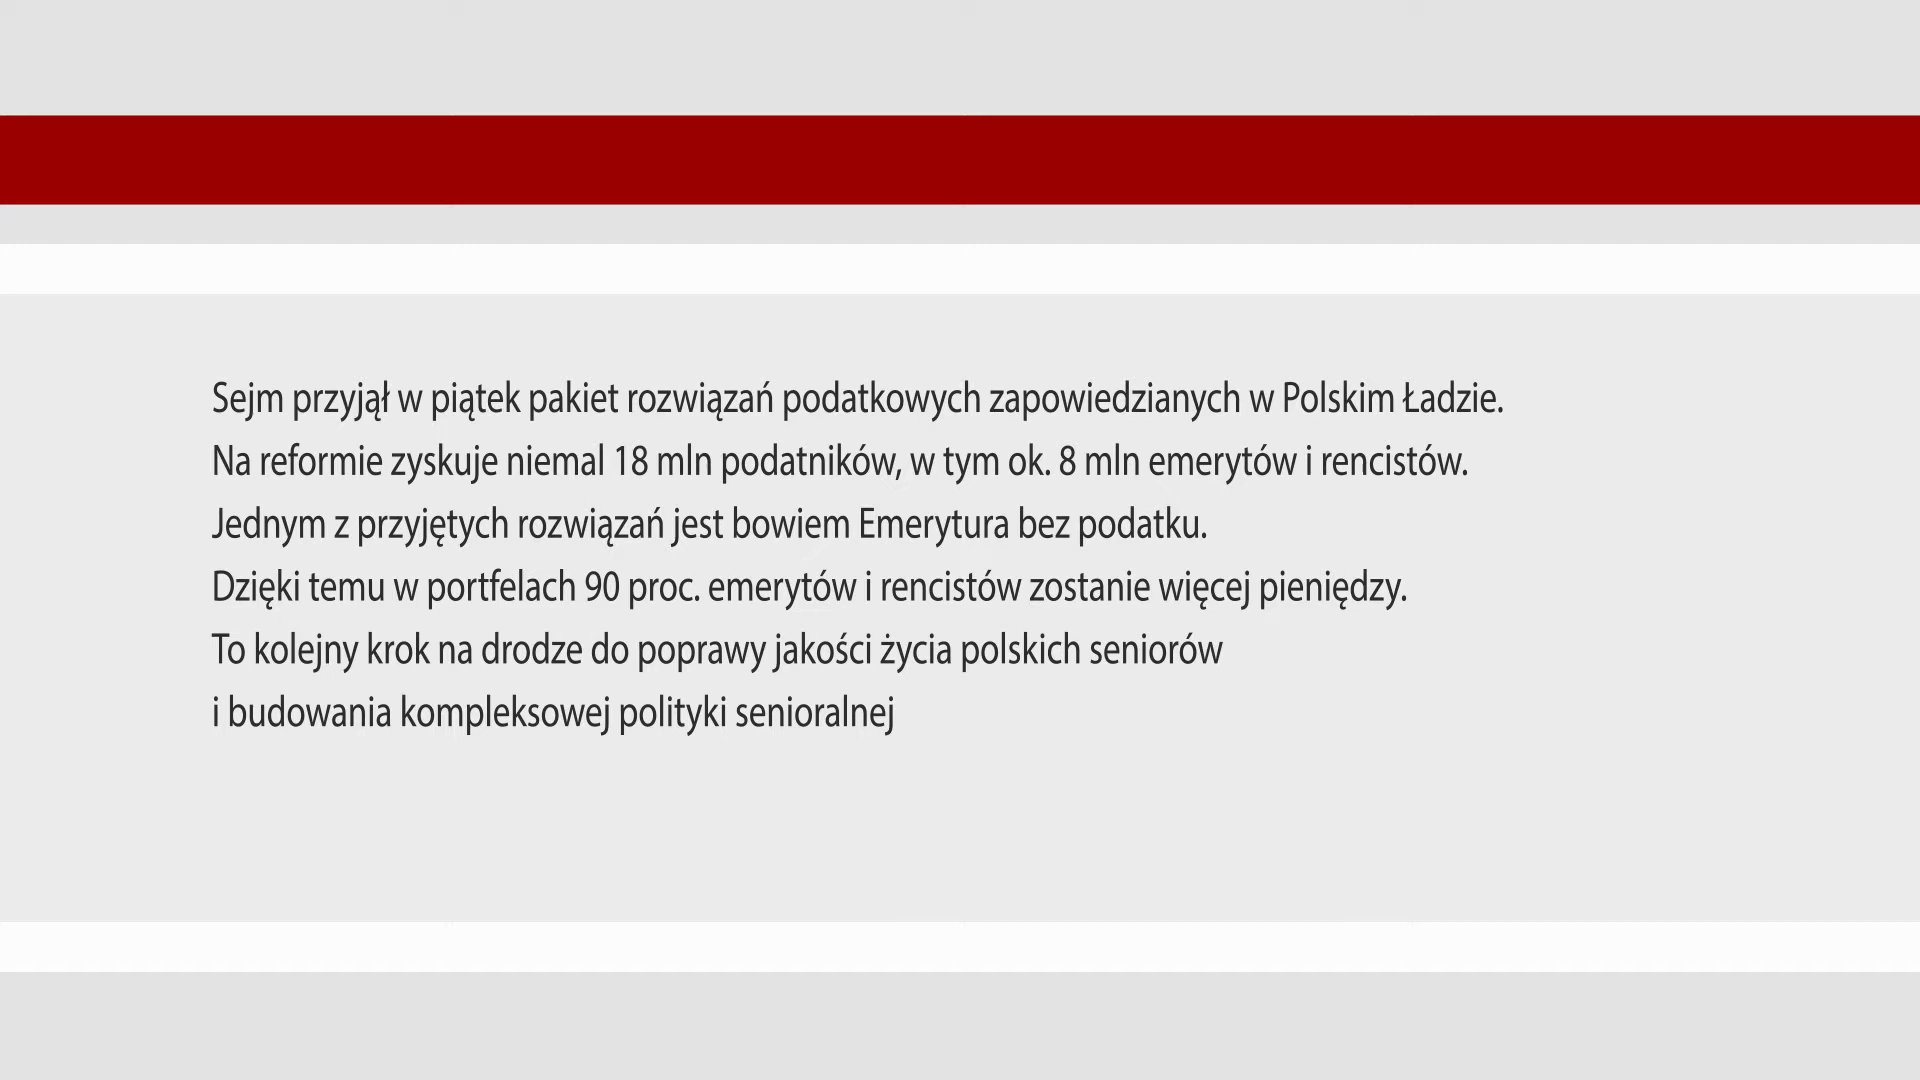 Sejm przyjął w piątek pakiet rozwiązań podatkowych zapowiedzianych w Polskim Ładzie.
Na reformie zyskuje niemal 18 mln podatników, w tym ok. 8 mln emerytów i rencistów.
Jednym z przyjętych rozwiązań jest bowiem Emerytura bez podatku.
Dzięki temu w portfelach 90 proc. emerytów i rencistów zostanie więcej pieniędzy.
To kolejny krok na drodze do poprawy jakości życia polskich seniorów
i budowania kompleksowej polityki senioralnej